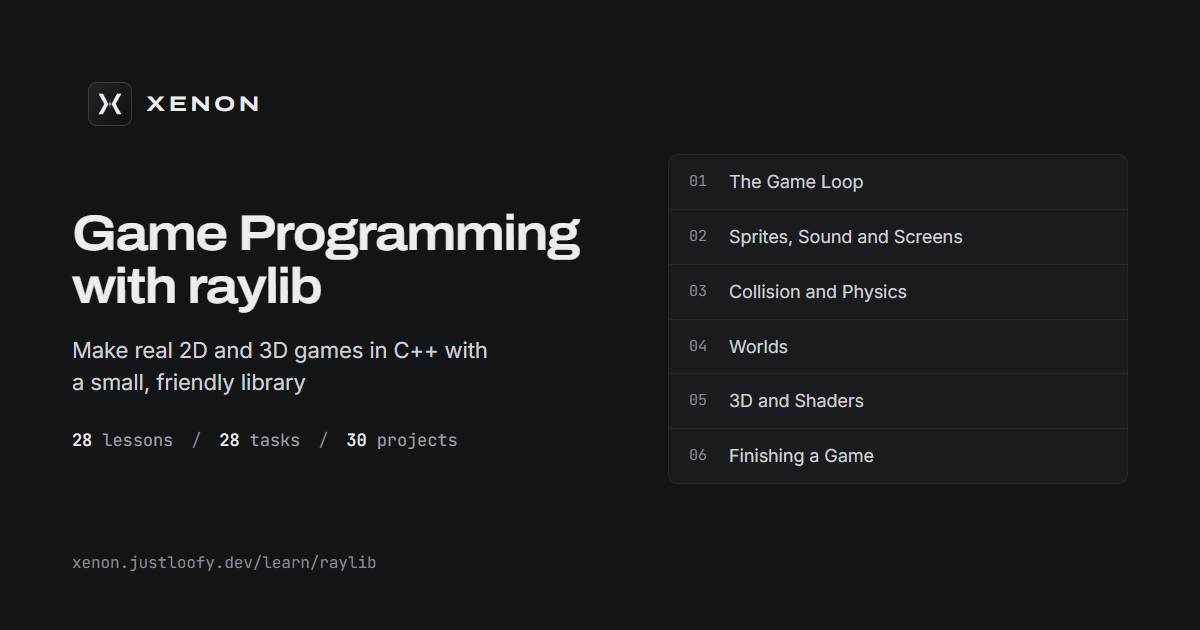 XENON
Game Programming
with raylib
Make real 2D and 3D games in C++ with
a small, friendly library
28 lessons / 28 tasks / 30 projects
xenon.justloofy.dev/learn/raylib
01 The Game Loop
02 Sprites, Sound and Screens
03 Collision and Physics
04 Worlds
05 3D and Shaders
06 Finishing a Game